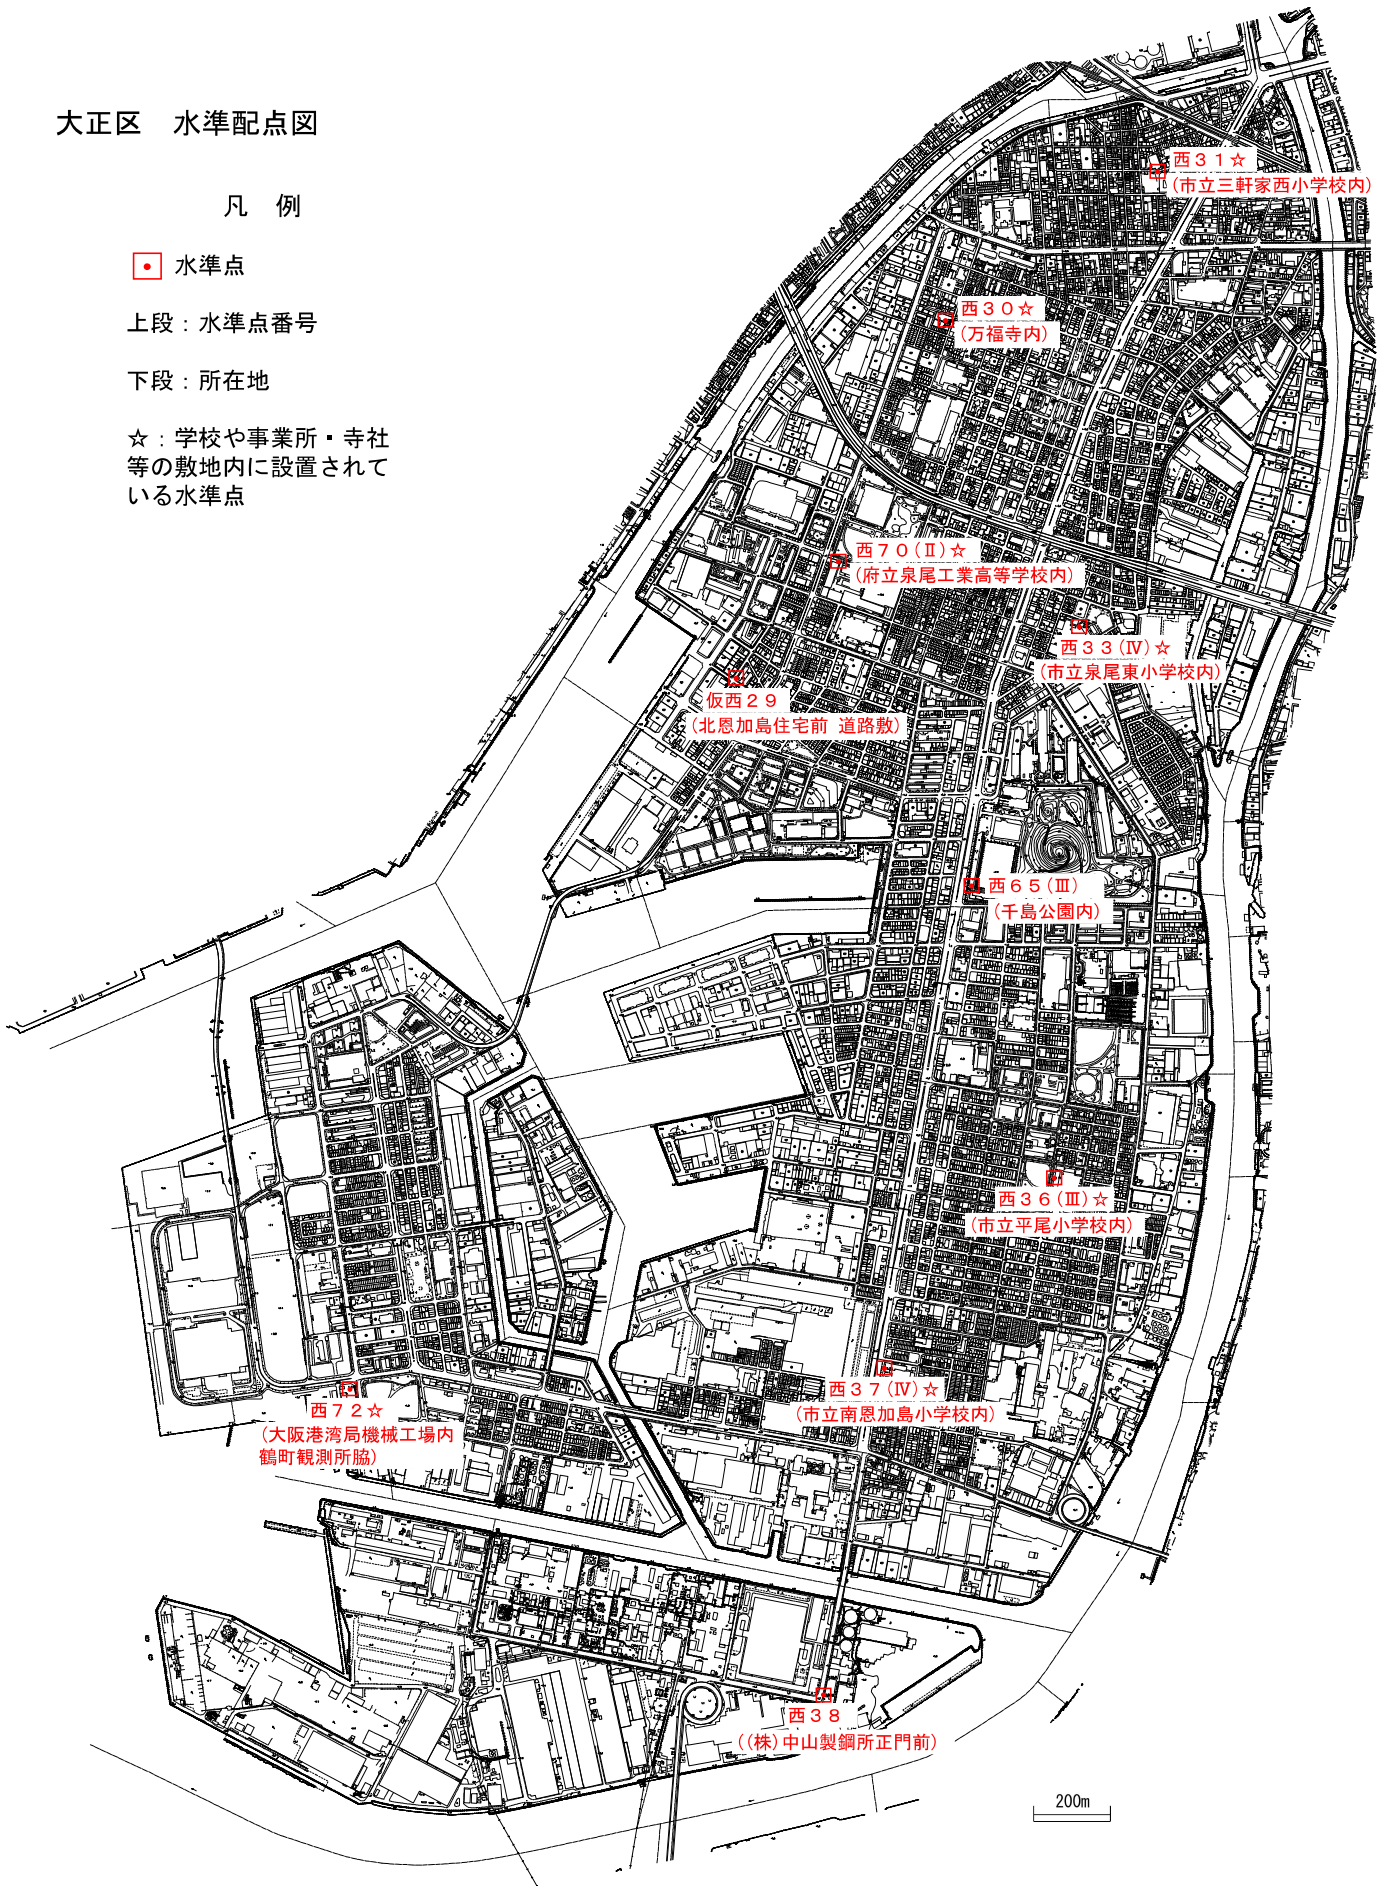 大正区　水準配点図
凡　例
水準点
上段：水準点番号
下段：所在地
☆：学校や事業所・寺社
等の敷地内に設置されて
いる水準点
西３１☆
(市立三軒家西小学校内)
西３０☆
(万福寺内)
西７０(Ⅱ)☆
(府立泉尾工業高等学校内)
西３３(Ⅳ)☆
(市立泉尾東小学校内)
仮西２９
(北恩加島住宅前 道路敷)
西６５(Ⅲ)
(千島公園内)
西３６(Ⅲ)☆
(市立平尾小学校内)
西３７(Ⅳ)☆
(市立南恩加島小学校内)
西７２☆
(大阪港湾局機械工場内
鶴町観測所脇)
西３８
((株)中山製鋼所正門前)
200m